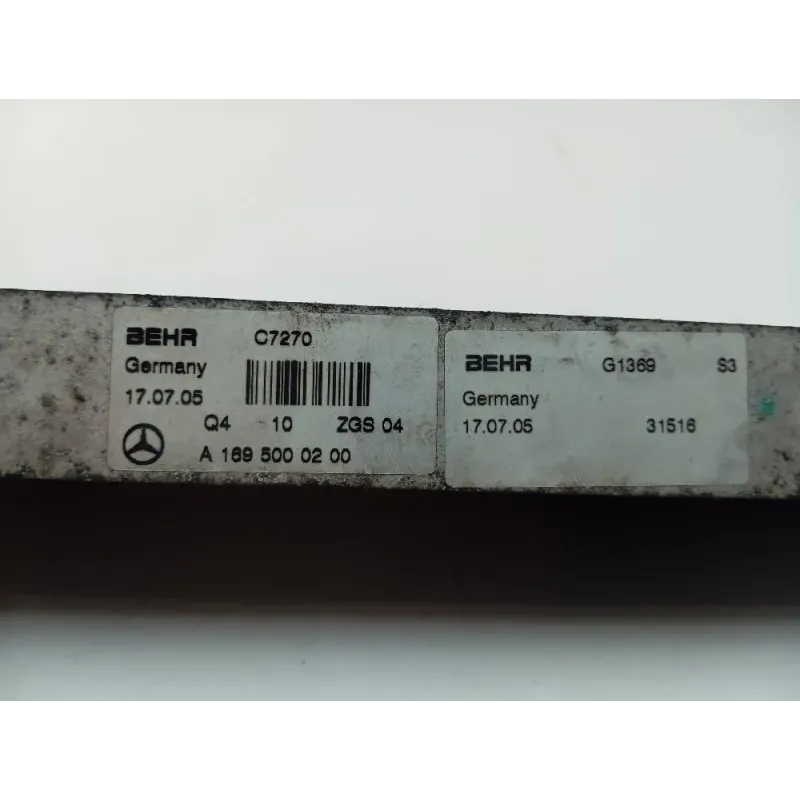 BEHR C7270
Germany
17.07.05
Q4 10 ZGS 04
A 169 500 02 00
BEHR G1369 S3
Germany
17.07.05 31516